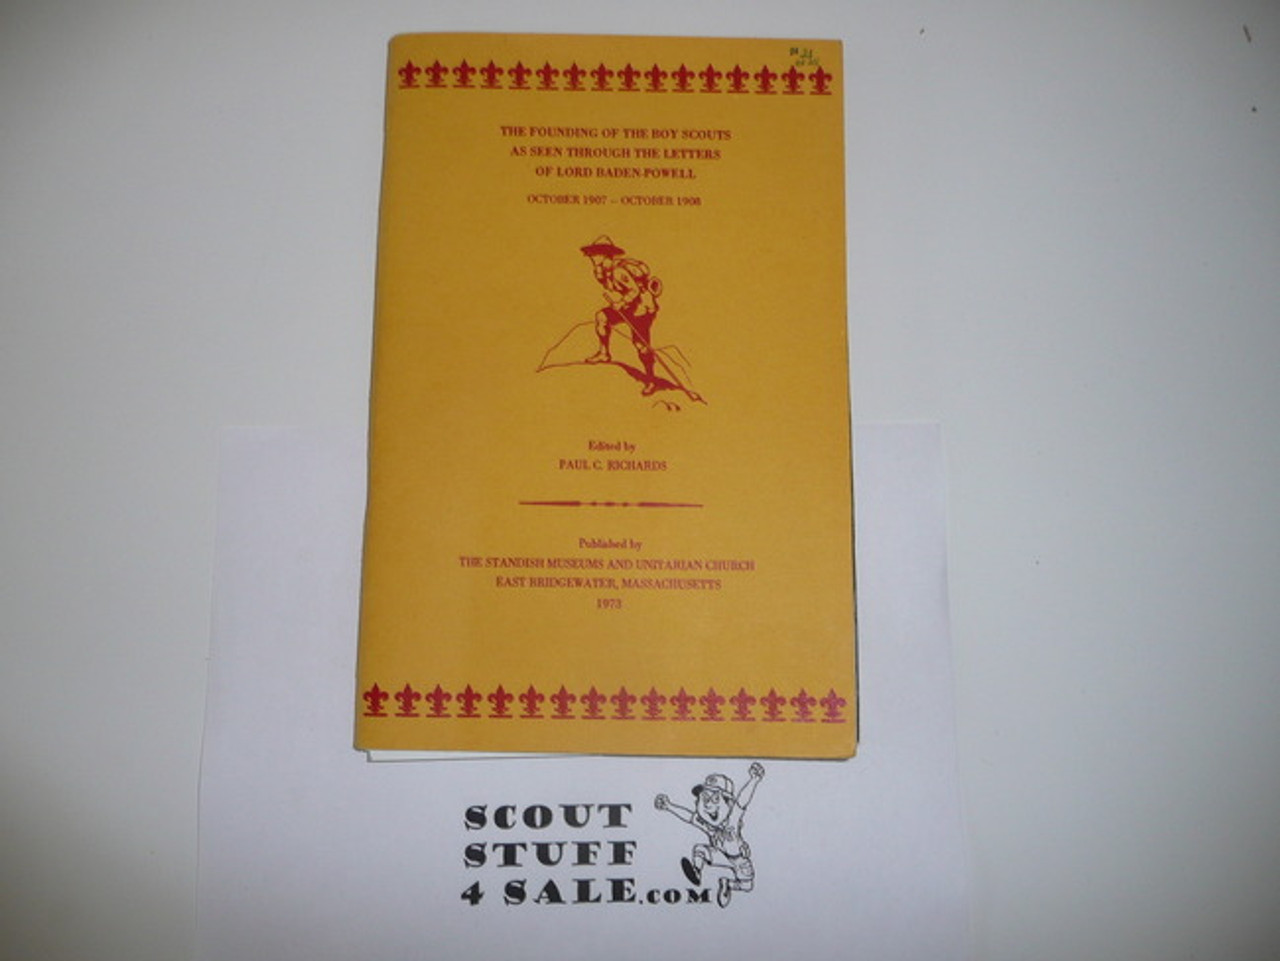 THE FOUNDING OF THE BOY SCOUTS
AS SEEN THROUGH THE LETTERS
OF LORD BADEN-POWELL
OCTOBER 1907 – OCTOBER 1908
Edited by
PAUL C. RICHARDS
Published by
THE STANDISH MUSEUMS AND UNITARIAN CHURCH
EAST BRIDGEWATER, MASSACHUSETTS
1973
SCOUT
STUFF
4 SALE.COM